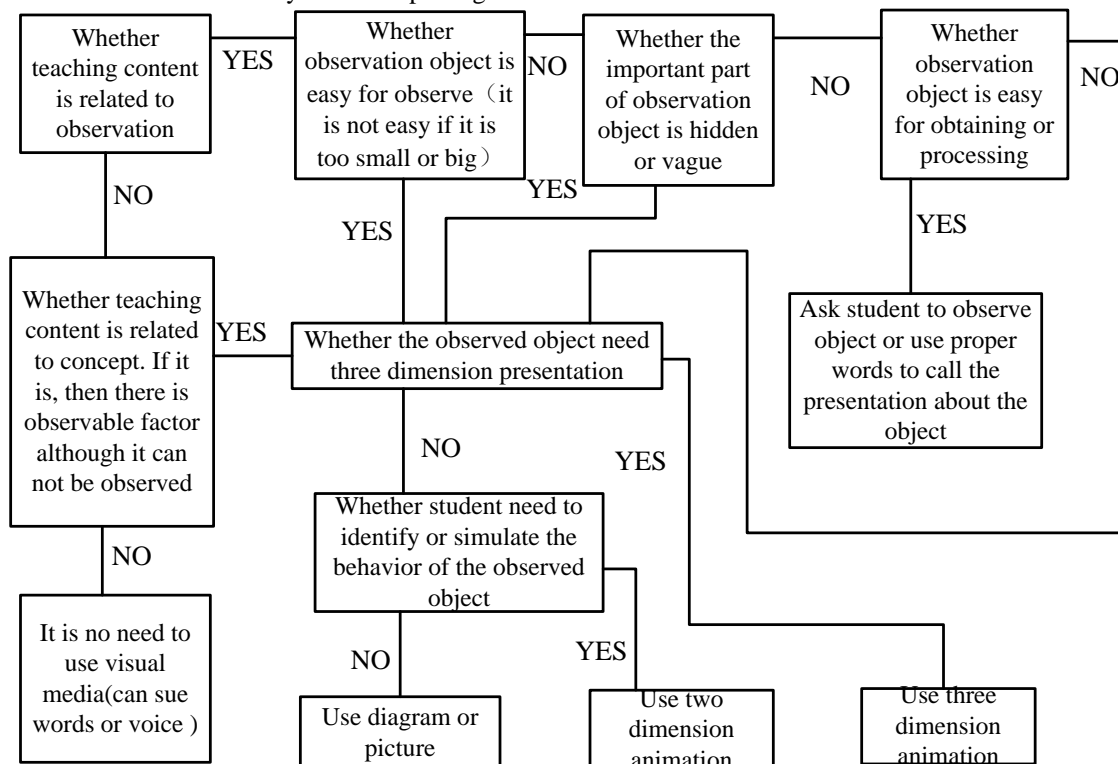 Whether
teaching content
is related to
observation
YES
Whether
observation object is
easy for observe（it
is not easy if it is
too small or big）
NO
Whether the
important part
of observation
object is hidden
or vague
NO
Whether
observation
object is easy
for obtaining or
processing
NO
NO
YES
YES
YES
Whether teaching
content is related
to concept. If it
is, then there is
observable factor
although it can
not be observed
YES
Whether the observed object need
three dimension presentation
Ask student to observe
object or use proper
words to call the
presentation about the
object
NO
YES
Whether student need to
identify or simulate the
behavior of the observed
object
NO
It is no need to
use visual
media(can sue
words or voice )
NO
YES
Use diagram or
picture
Use two
dimension
animation
Use three
dimension
animation